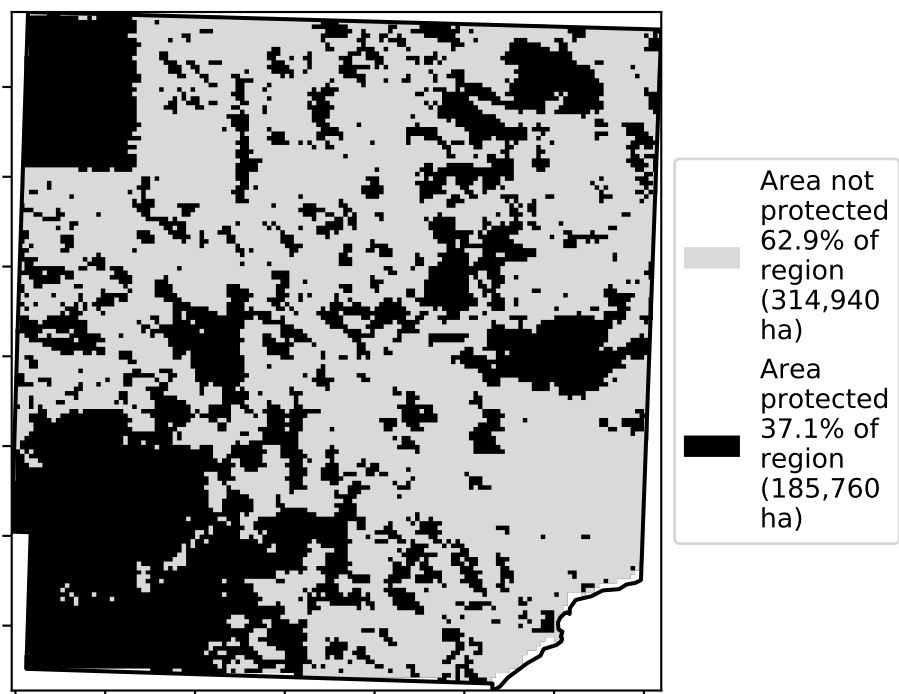 Area not
protected
62.9% of
region
(314,940
ha)
Area
protected
37.1% of
region
(185,760
ha)